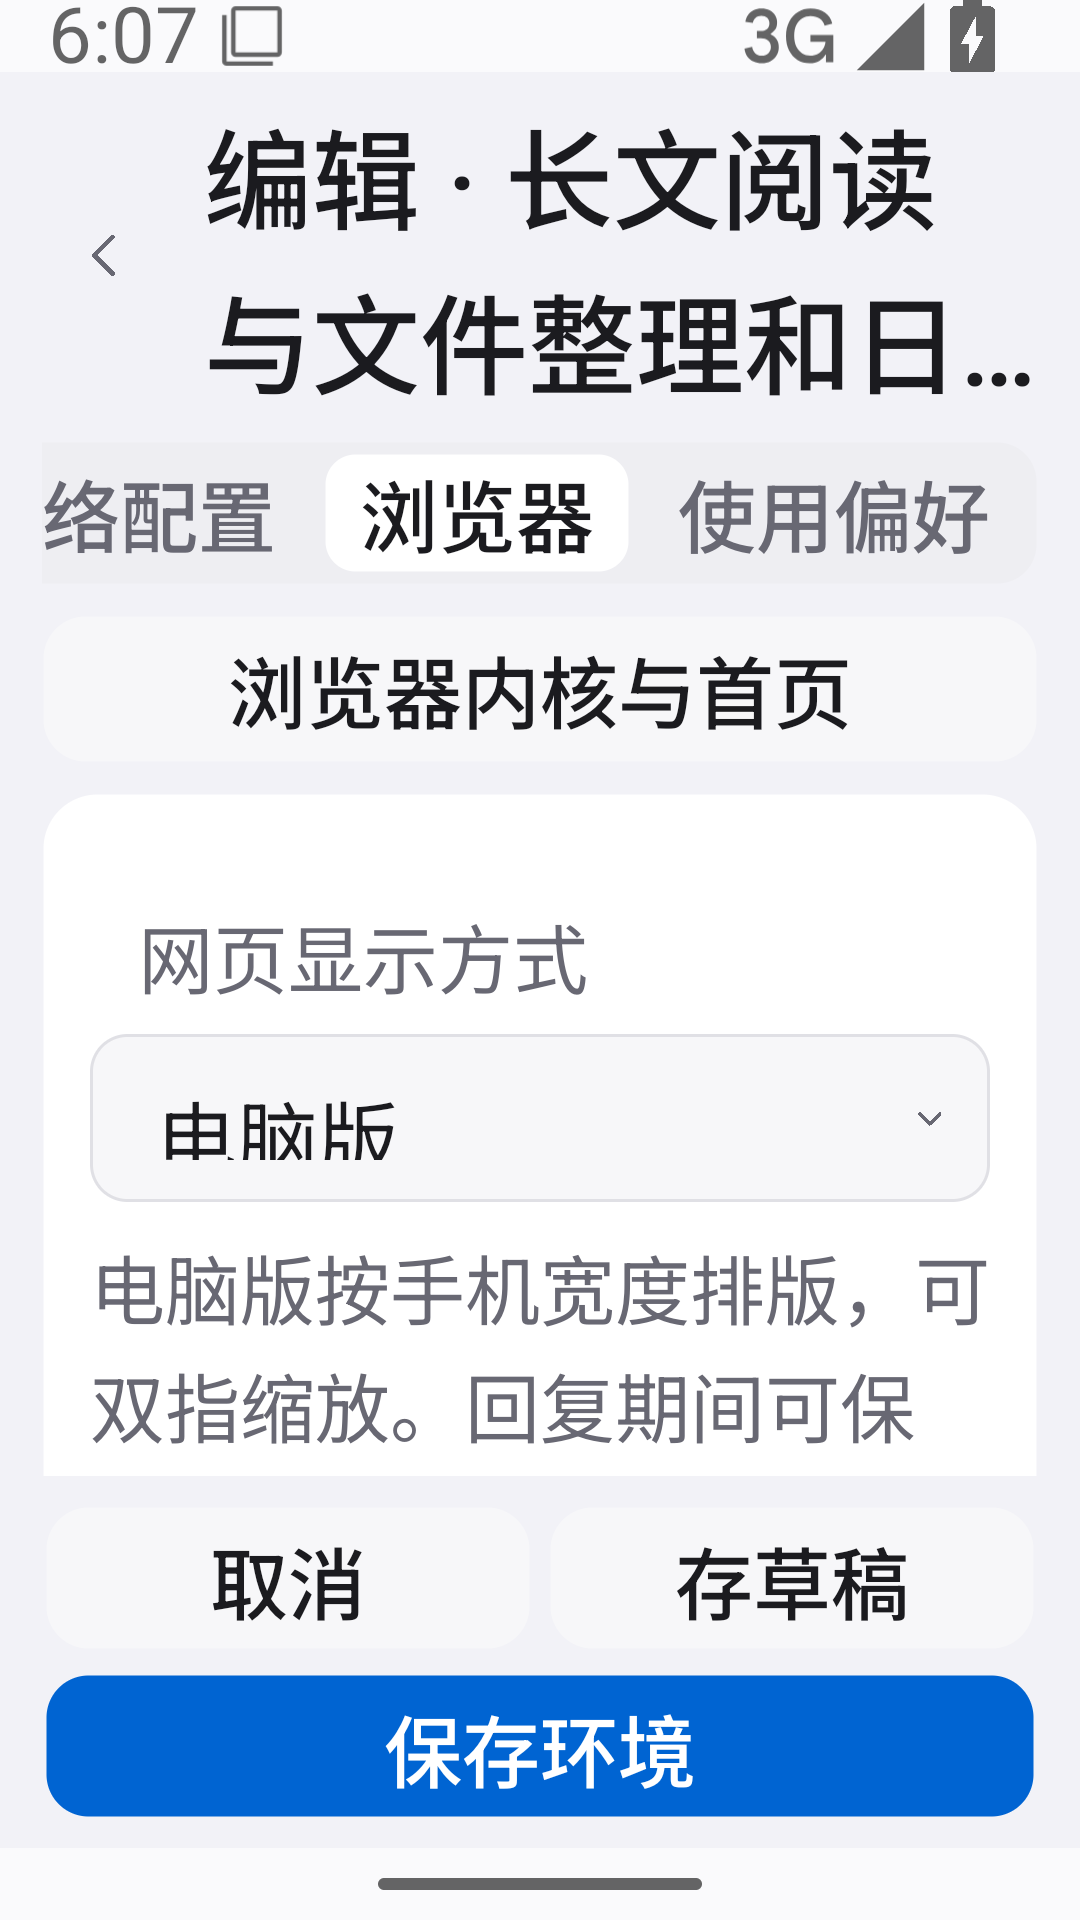 6:07
3G
编辑 · 长文阅读
与文件整理和日...
络配置
浏览器
使用偏好
浏览器内核与首页
网页显示方式
电脑版
电脑版按手机宽度排版，可
双指缩放。回复期间可保
取消
存草稿
保存环境